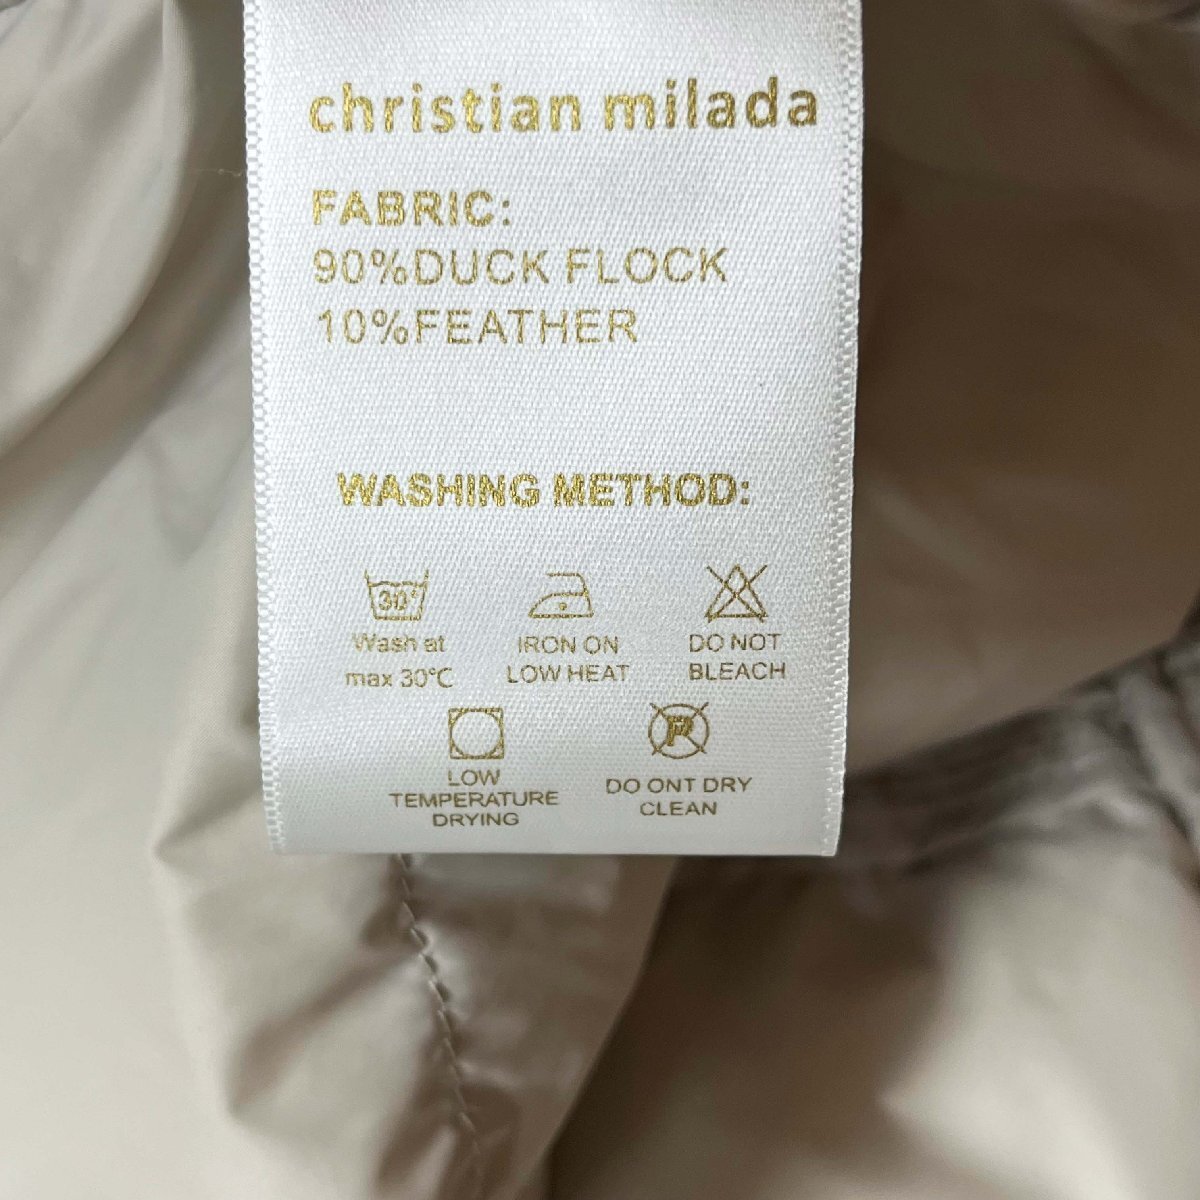 christian milada
FABRIC:
90%DUCK FLOCK
10%FEATHER
WASHING METHOD:
30°
Wash at
max 30℃
IRON ON
LOW HEAT
DO NOT
BLEACH
P
LOW
TEMPERATURE
DRYING
DO ONT DRY
CLEAN